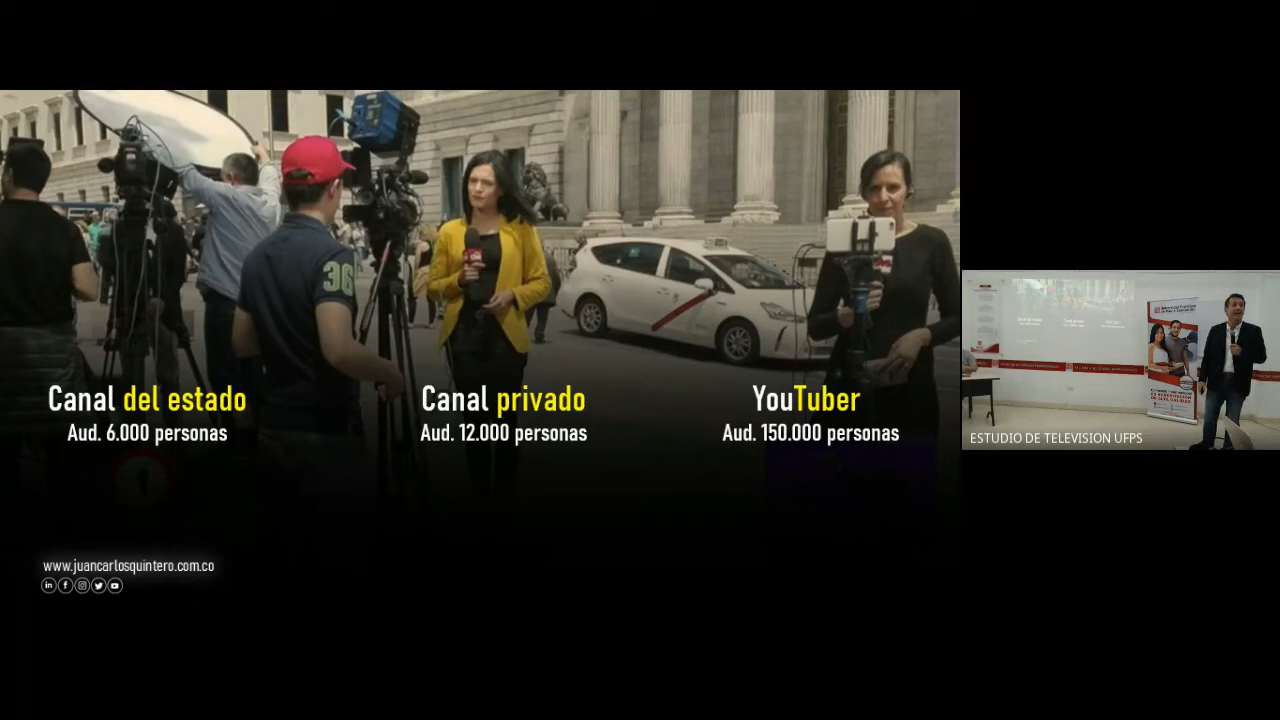 36
Canal del estado
Aud. 6.000 personas
Canal privado
Aud. 12.000 personas
YouTuber
Aud. 150.000 personas
www.juancarlosquintero.com.co
ESTUDIO DE TELEVISION UFPS